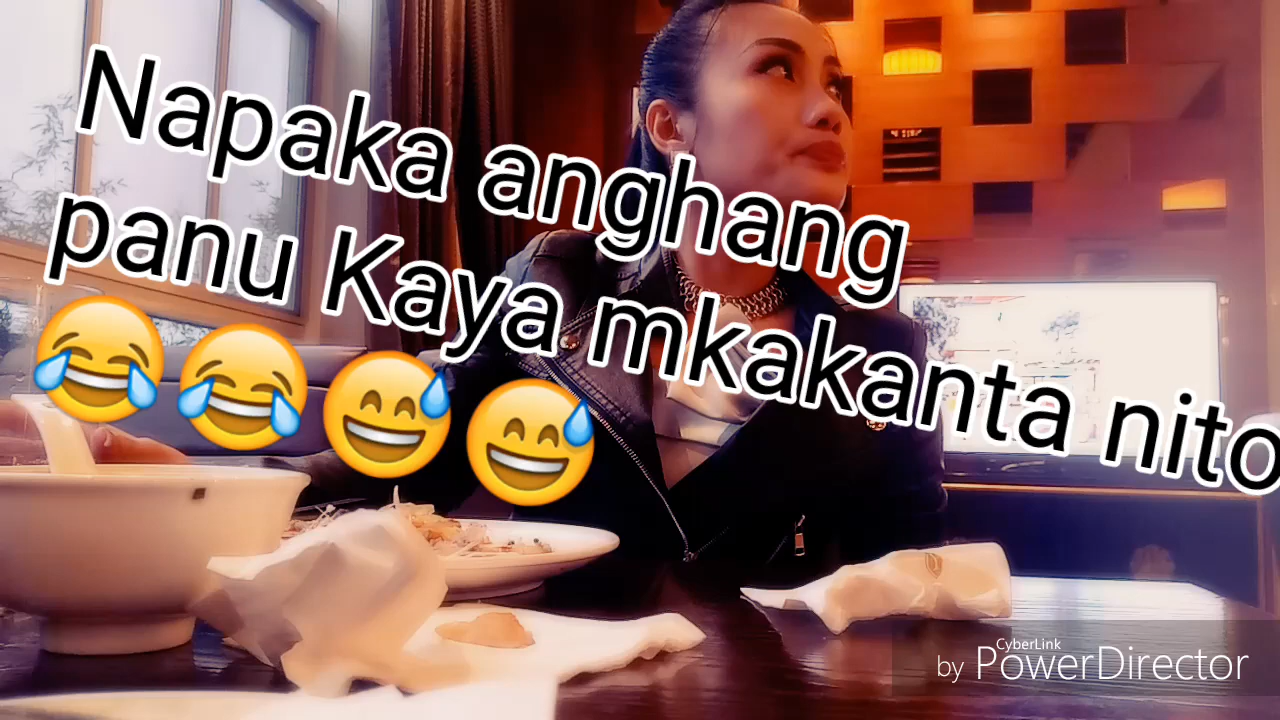 Napaka anghang
panu Kaya mkakanta nito
😂😂😅😅
CyberLink
by PowerDirector